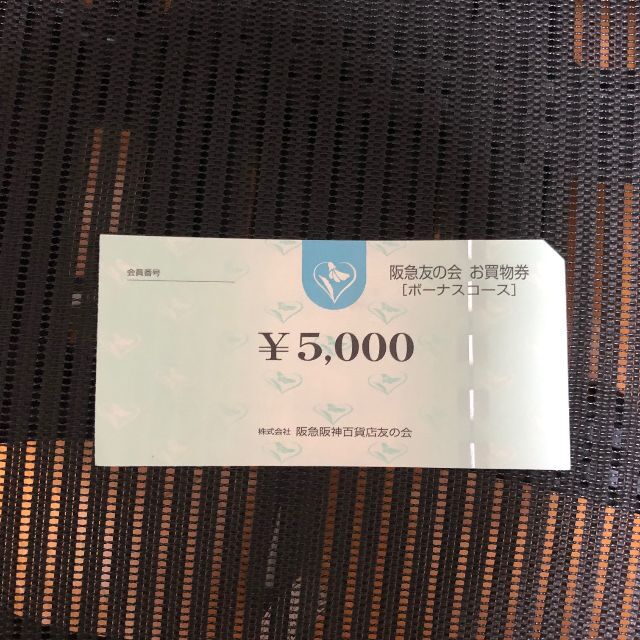 会員番号
阪急友の会 お買物券
[ボーナスコース]
¥5,000
株式会社 阪急阪神百貨店友の会